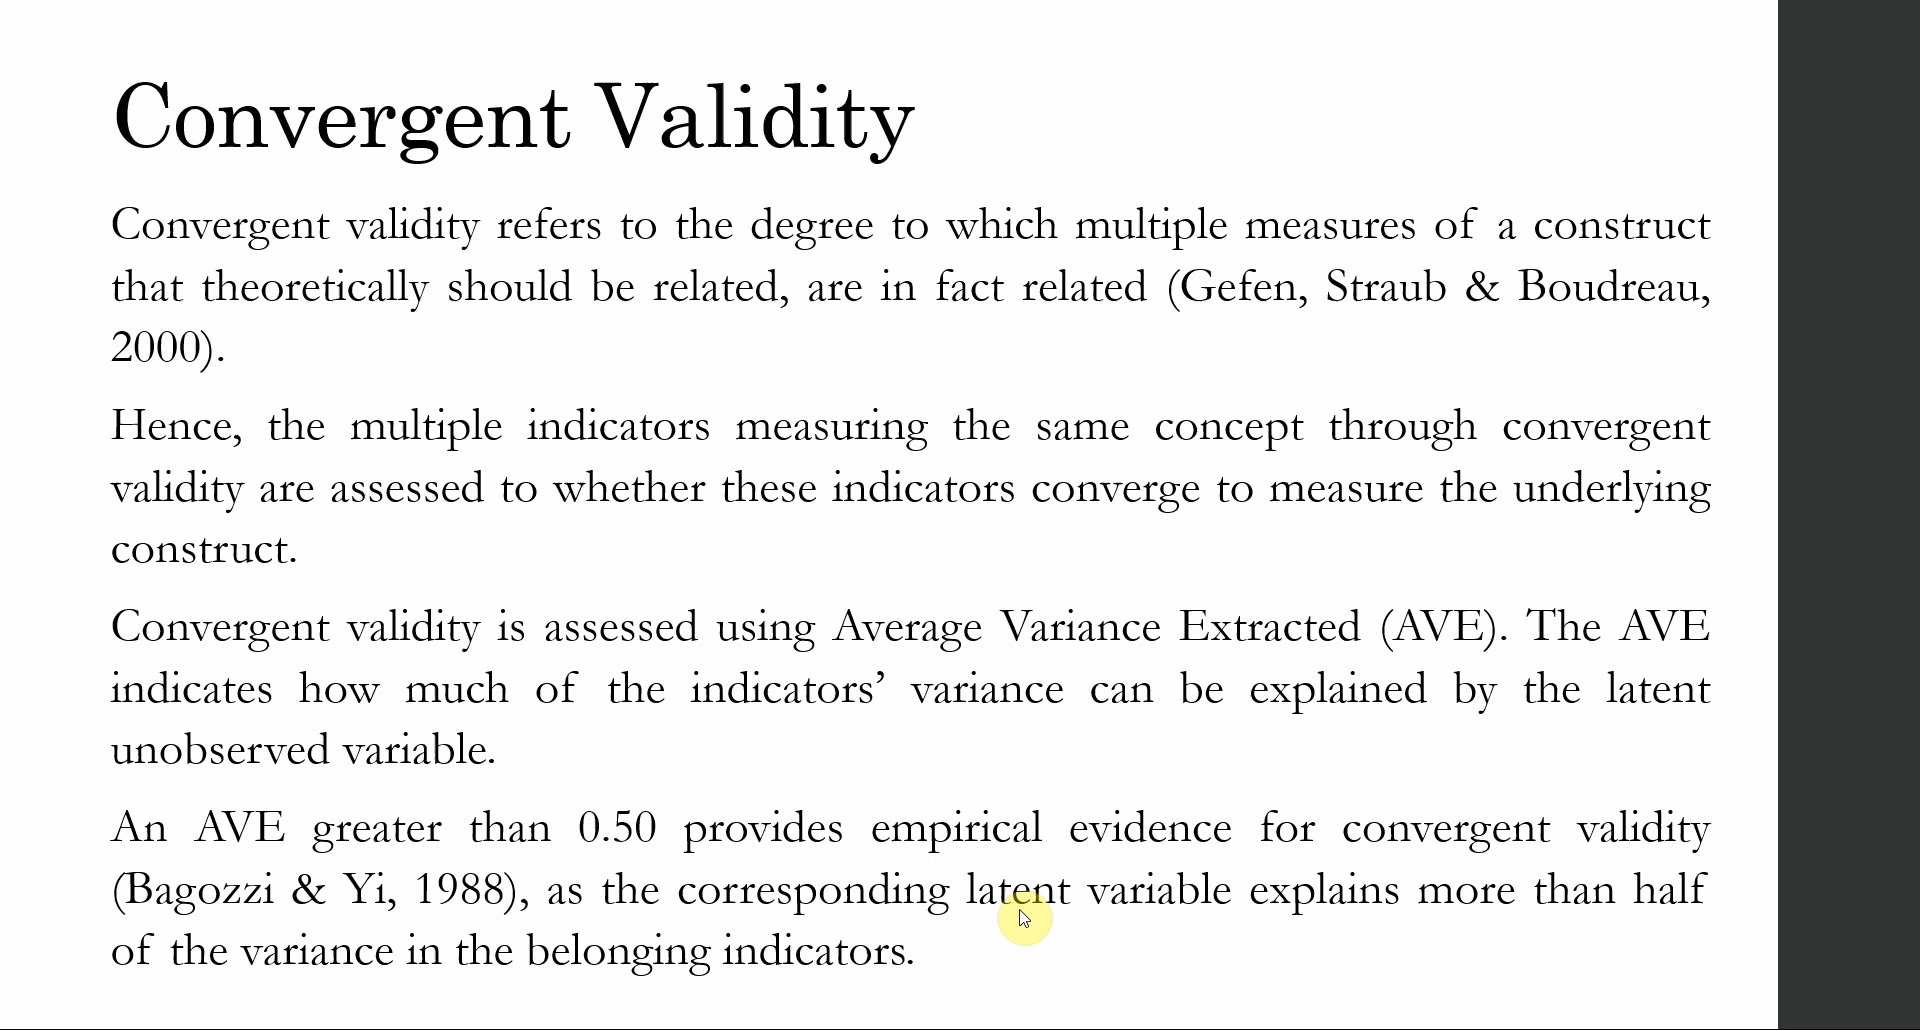 Convergent Validity
Convergent validity refers to the degree to which multiple measures of a construct
that theoretically should be related, are in fact related (Gefen, Straub & Boudreau,
2000).
Hence, the multiple indicators measuring the same concept through convergent
validity are assessed to whether these indicators converge to measure the underlying
construct.
Convergent validity is assessed using Average Variance Extracted (AVE). The AVE
indicates how much of the indicators’ variance can be explained by the latent
unobserved variable.
An AVE greater than 0.50 provides empirical evidence for convergent validity
(Bagozzi & Yi, 1988), as the corresponding latent variable explains more than half
of the variance in the belonging indicators.